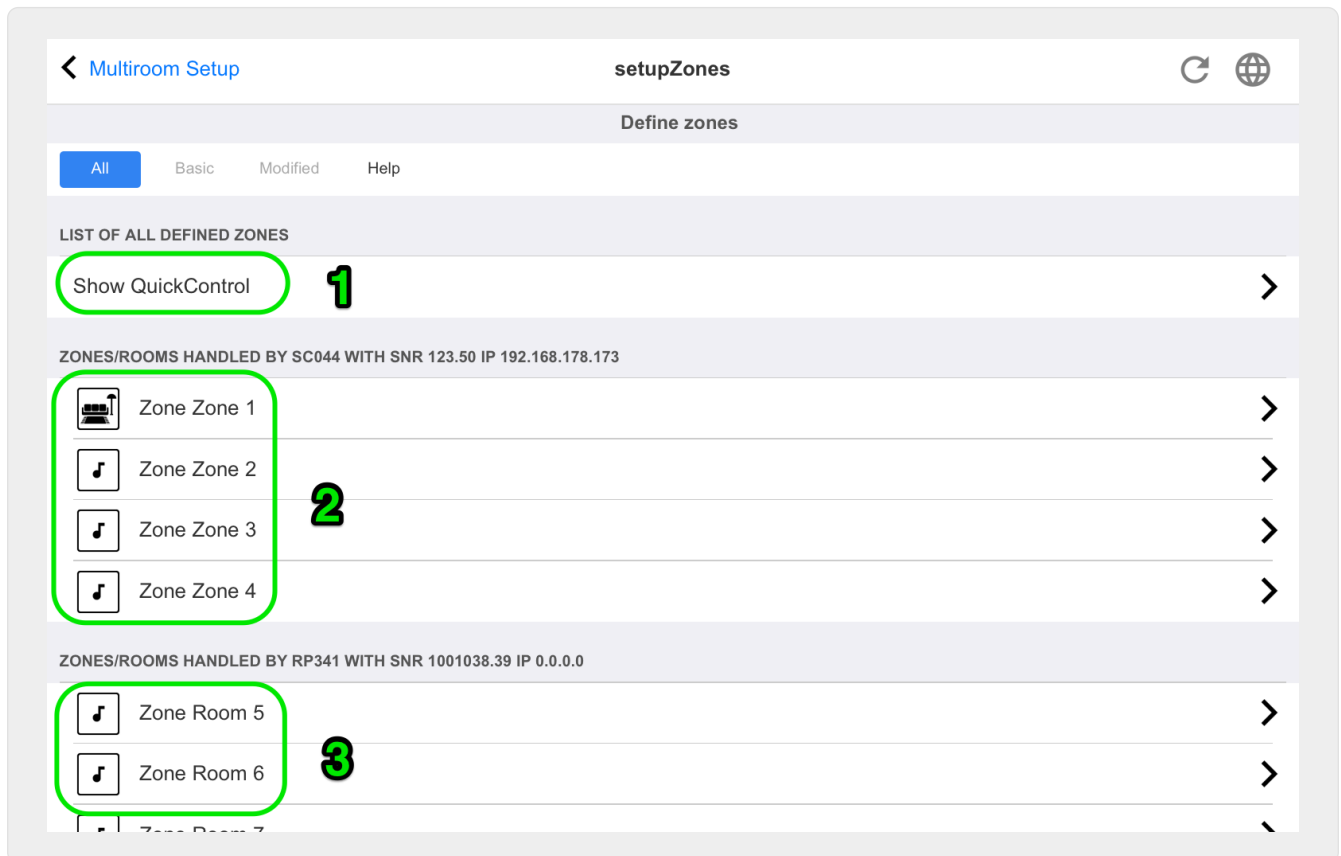 Multiroom Setup
setupZones
Define zones
All Basic Modified Help
LIST OF ALL DEFINED ZONES
Show QuickControl
1
ZONES/ROOMS HANDLED BY SC044 WITH SNR 123.50 IP 192.168.178.173
Zone Zone 1
Zone Zone 2
2
Zone Zone 3
Zone Zone 4
ZONES/ROOMS HANDLED BY RP341 WITH SNR 1001038.39 IP 0.0.0.0
Zone Room 5
3
Zone Room 6
Zone Room 7